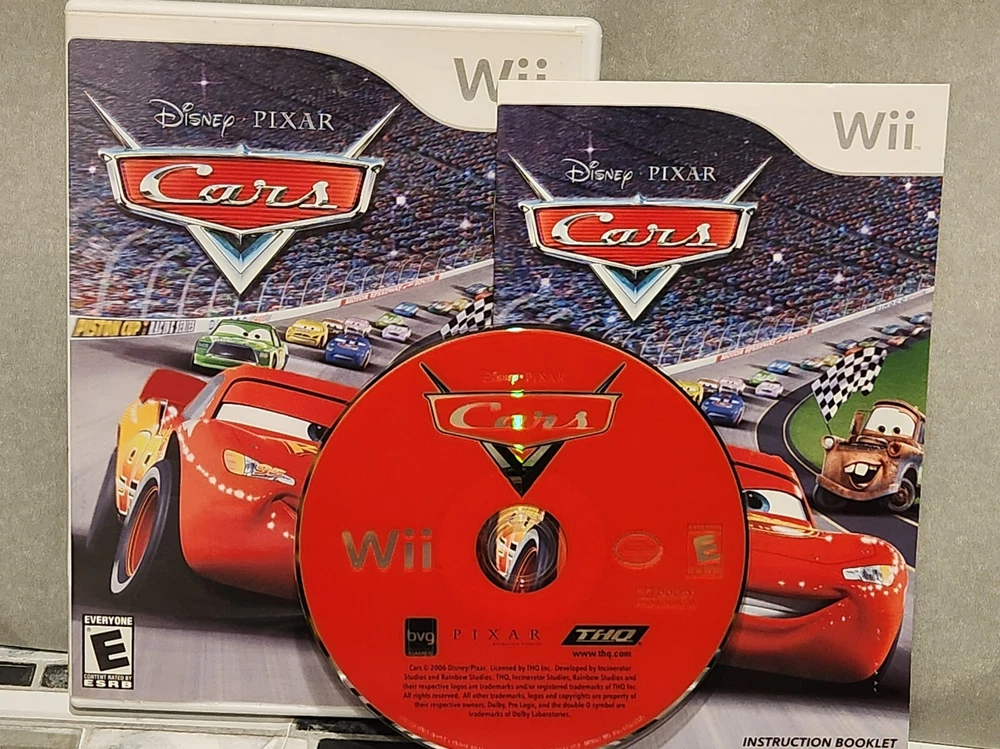 Wii
Disney · PIXAR
Cars
PISTON CUP
EVERYONE
E
CONTENT RATED BY
ESRB
Wii
Disney PIXAR
Cars
INSTRUCTION BOOKLET
Disney · PIXAR
Cars
Wii
E
bvg
GAMES
PIXAR
THQ
www.thq.com
Cars © 2006 Disney/Pixar. Licensed by THQ Inc. Developed by Incinerator
Studios and Rainbow Studios. THQ, Incinerator Studios, Rainbow Studios and
their respective logos are trademarks and/or registered trademarks of THQ Inc.
All rights reserved. All other trademarks, logos and copyrights are property of
their respective owners. Dolby, Pro Logic, and the double-D symbol are
trademarks of Dolby Laboratories.